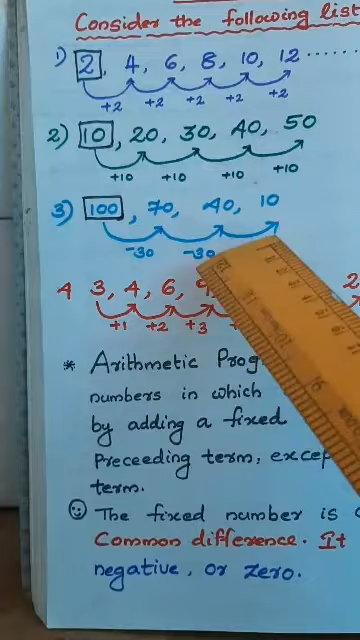 Consider the following list
1) 2, 4, 6, 8, 10, 12 ......
+2 +2 +2 +2 +2
2) 10, 20, 30, 40, 50
+10 +10 +10 +10
3) 100, 70, 40, 10
-30 -30
4 3, 4, 6, 9, 2
+1 +2 +3
* Arithmetic Prog
numbers in which
by adding a fixed
Preceeding term, excep
term.
The fixed number is
Common difference. It
negative, or zero.